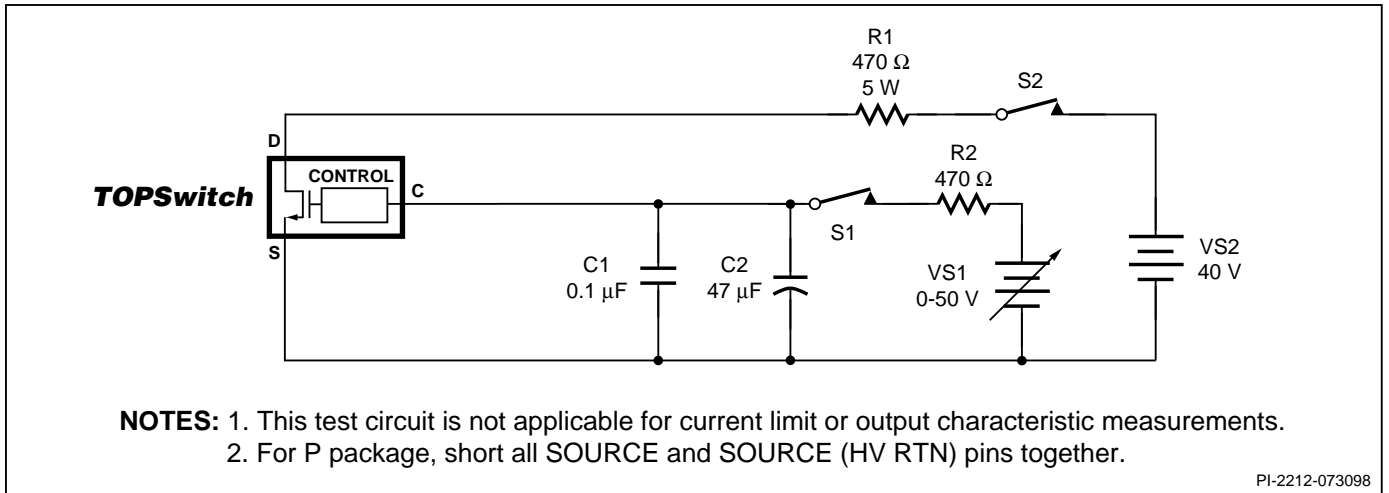 R1
470 Ω
5 W
S2
D
R2
470 Ω
CONTROL
C
TOPSwitch
S1
S
C1
0.1 µF
C2
47 µF
VS1
0-50 V
VS2
40 V
NOTES: 1. This test circuit is not applicable for current limit or output characteristic measurements.
2. For P package, short all SOURCE and SOURCE (HV RTN) pins together.
PI-2212-073098